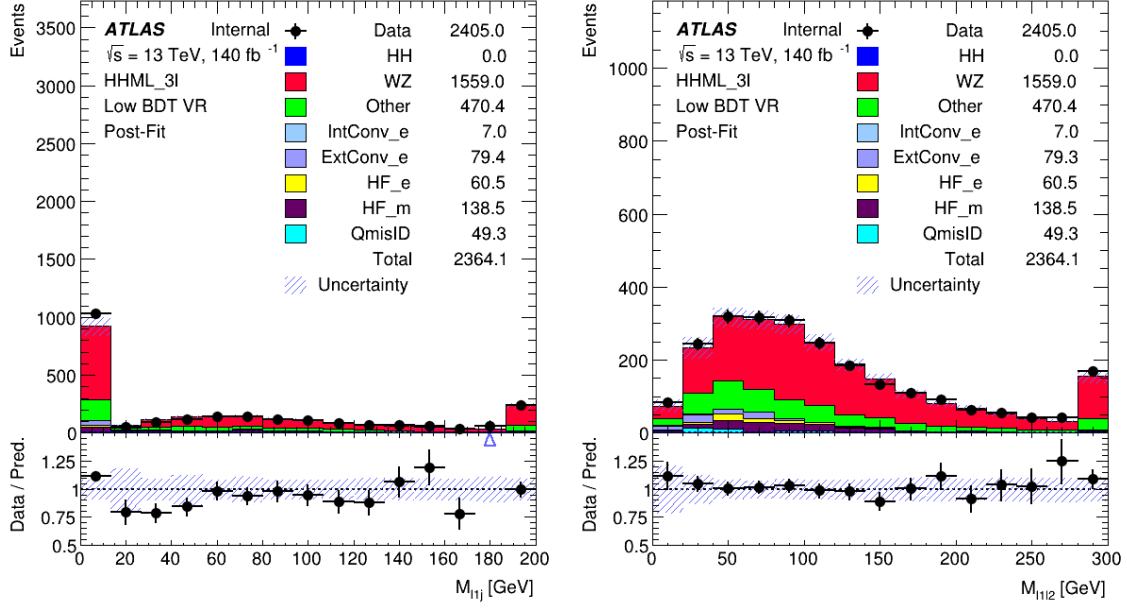 Events
3500
3000
2500
2000
1500
1000
500
0
ATLAS Internal
√s = 13 TeV, 140 fb -1
HHML_3l
Low BDT VR
Post-Fit
Data 2405.0
HH 0.0
WZ 1559.0
Other 470.4
IntConv_e 7.0
ExtConv_e 79.4
HF_e 60.5
HF_m 138.5
QmisID 49.3
Total 2364.1
Uncertainty
Data / Pred.
1.25
1
0.75
0.5
0 20 40 60 80 100 120 140 160 180 200
M_l1j [GeV]
Events
1000
800
600
400
200
0
ATLAS Internal
√s = 13 TeV, 140 fb -1
HHML_3l
Low BDT VR
Post-Fit
Data 2405.0
HH 0.0
WZ 1559.0
Other 470.4
IntConv_e 7.0
ExtConv_e 79.3
HF_e 60.5
HF_m 138.5
QmisID 49.3
Total 2364.1
Uncertainty
Data / Pred.
1.25
1
0.75
0.5
0 50 100 150 200 250 300
M_l1l2 [GeV]